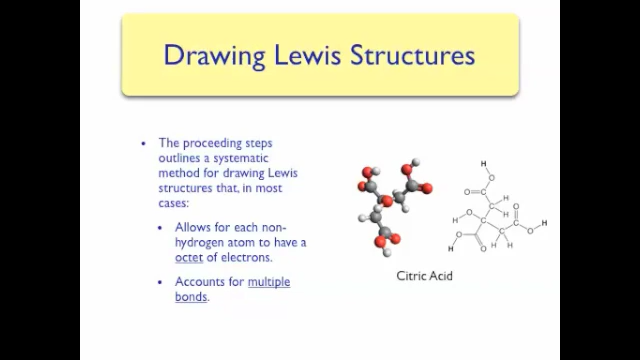 Drawing Lewis Structures
• The proceeding steps
outlines a systematic
method for drawing Lewis
structures that, in most
cases:
• Allows for each non-
hydrogen atom to have a
octet of electrons.
• Accounts for multiple
bonds.
H
O
O
C
H
H
H
O
C
O
C
C
O
H
O
C
H
O
H
H
Citric Acid